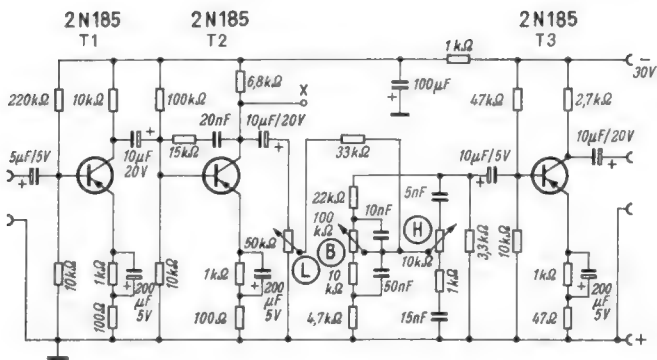 2N185
T1
2N185
T2
2N185
T3
1kΩ
−
30V
220kΩ
10kΩ
100kΩ
6,8kΩ
X
100µF
+
47kΩ
2,7kΩ
20nF
10µF/20V
+
33kΩ
10µF/20V
+
5µF/5V
+
+
10µF
20V
15kΩ
10µF/5V
+
22kΩ
5nF
100
kΩ
10nF
50kΩ
L
B
H
10kΩ
10kΩ
1kΩ
+
200
µF
5V
10kΩ
1kΩ
+
200
µF
5V
10
kΩ
50nF
1kΩ
3,3kΩ
10kΩ
1kΩ
+
200
µF
5V
100Ω
100Ω
4,7kΩ
15nF
47Ω
+